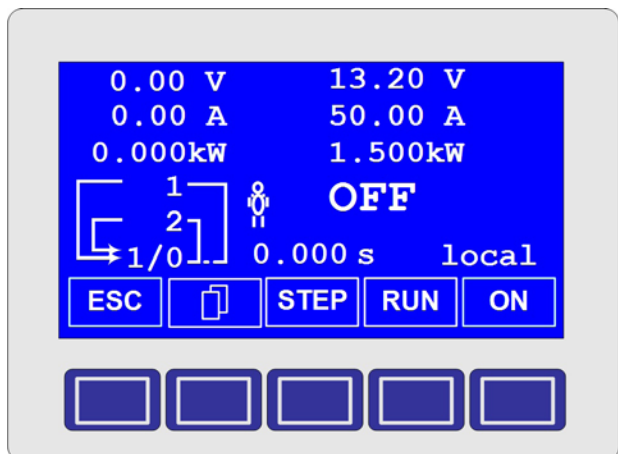 0.00 V 13.20 V
0.00 A 50.00 A
0.000kW 1.500kW
1 OFF
2
1/0 0.000 s local
ESC STEP RUN ON